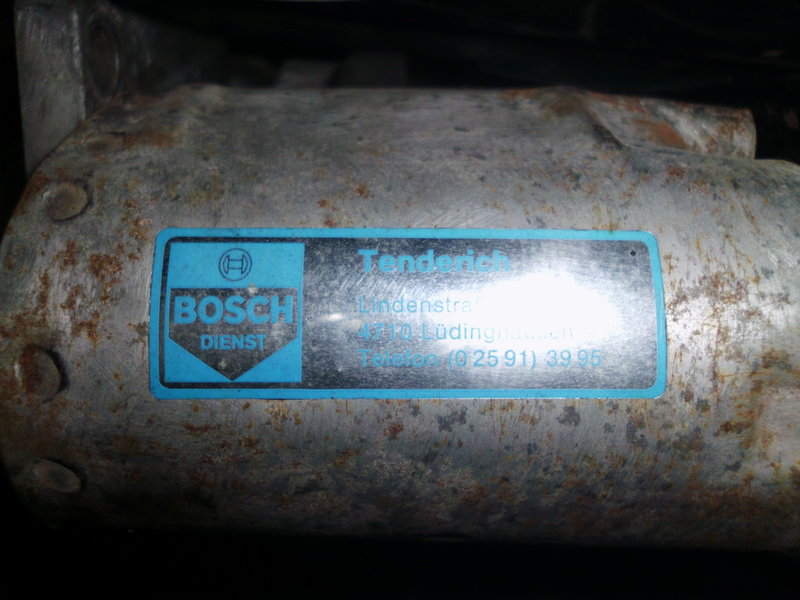 BOSCH
DIENST
Tenderich
4710 Lüdinghausen
Telefon (0 25 91) 39 95